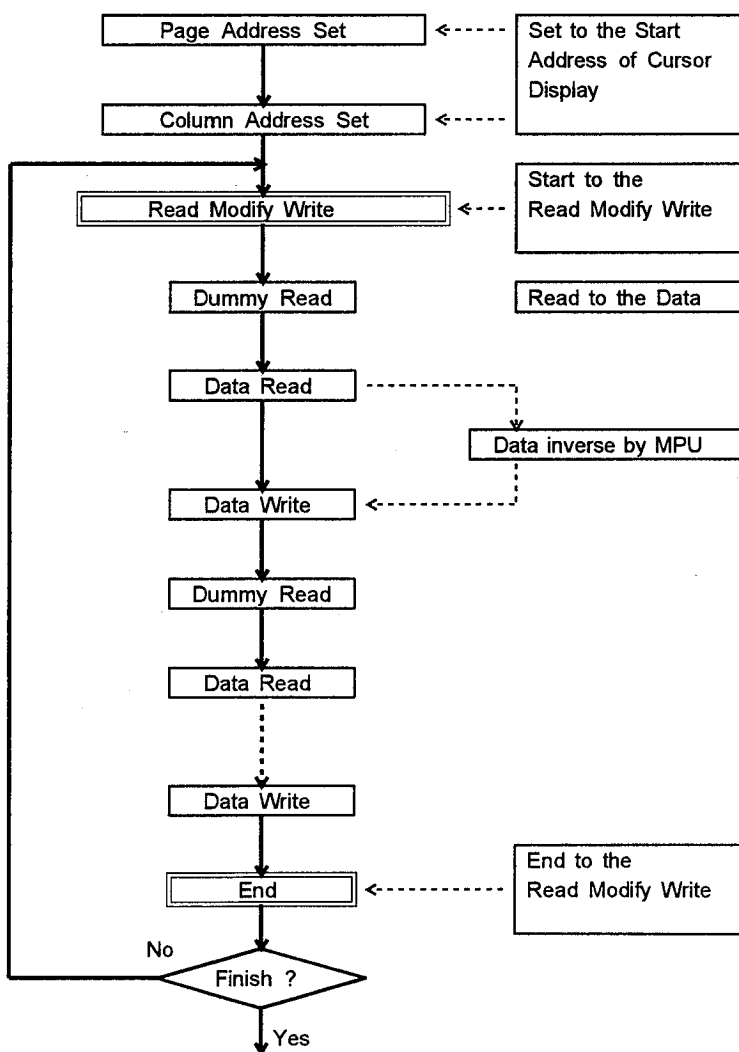 Page Address Set
Set to the Start
Address of Cursor
Display
Column Address Set
Start to the
Read Modify Write
Read Modify Write
Dummy Read
Read to the Data
Data Read
Data inverse by MPU
Data Write
Dummy Read
Data Read
Data Write
End to the
Read Modify Write
End
No
Finish ?
Yes